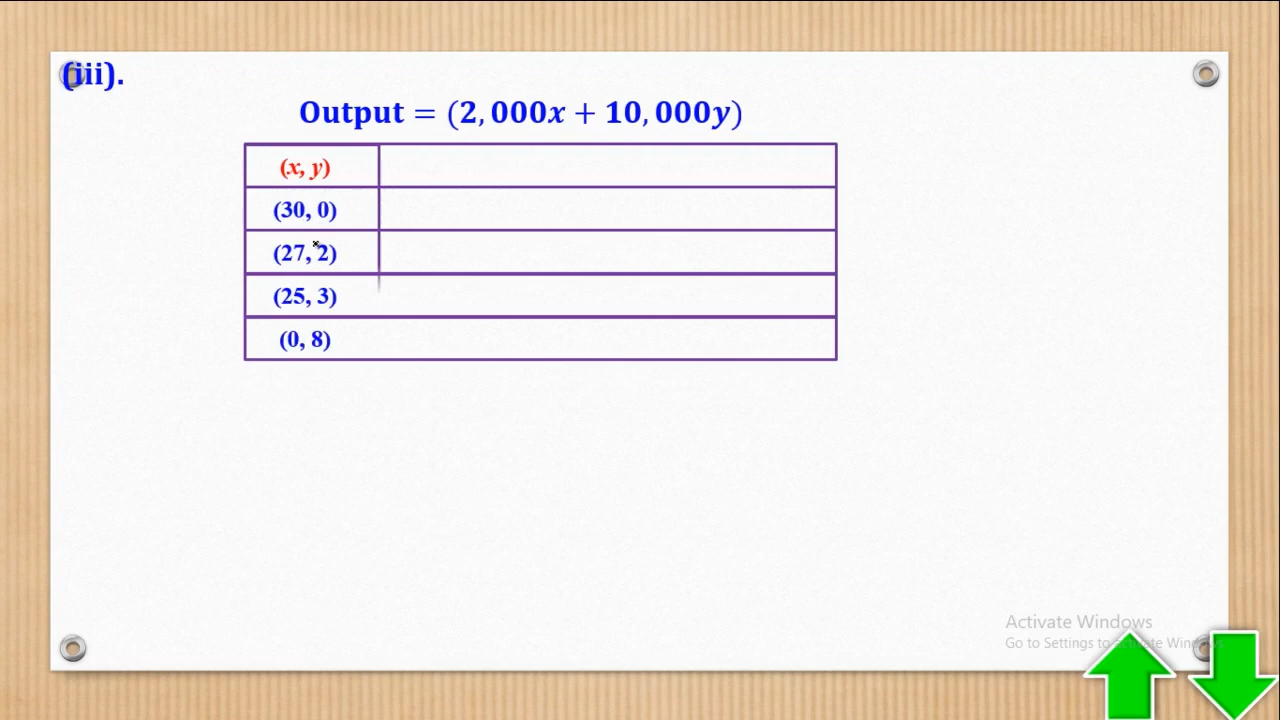 (iii).
Output = (2,000x + 10,000y)
(x, y)
(30, 0)
(27, 2)
(25, 3)
(0, 8)
Activate Windows
Go to Settings to activate Windows